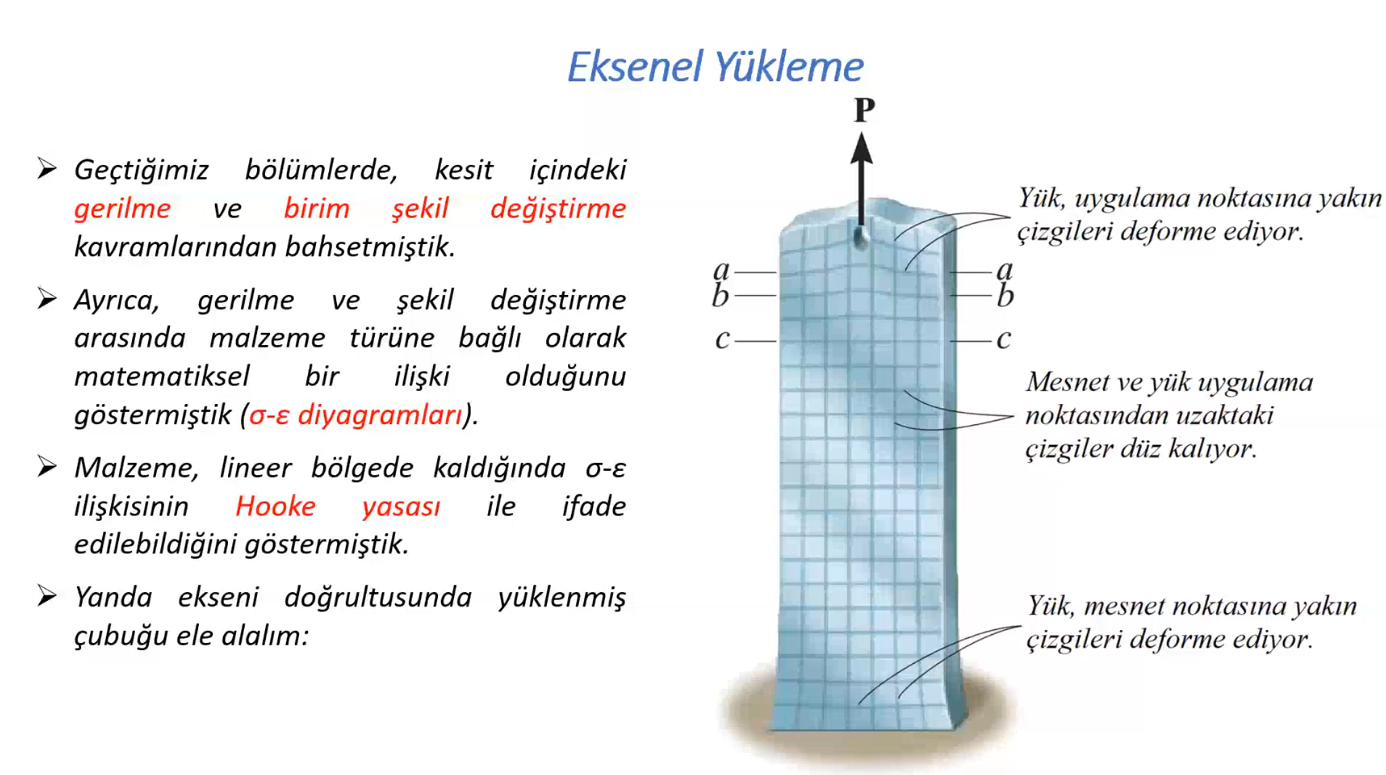 Eksenel Yükleme
➢ Geçtiğimiz bölümlerde, kesit içindeki
gerilme ve birim şekil değiştirme
kavramlarından bahsetmiştik.
➢ Ayrıca, gerilme ve şekil değiştirme
arasında malzeme türüne bağlı olarak
matematiksel bir ilişki olduğunu
göstermiştik (σ-ε diyagramları).
➢ Malzeme, lineer bölgede kaldığında σ-ε
ilişkisinin Hooke yasası ile ifade
edilebildiğini göstermiştik.
➢ Yanda ekseni doğrultusunda yüklenmiş
çubuğu ele alalım:
P
Yük, uygulama noktasına yakın
çizgileri deforme ediyor.
a a
b b
c c
Mesnet ve yük uygulama
noktasından uzaktaki
çizgiler düz kalıyor.
Yük, mesnet noktasına yakın
çizgileri deforme ediyor.